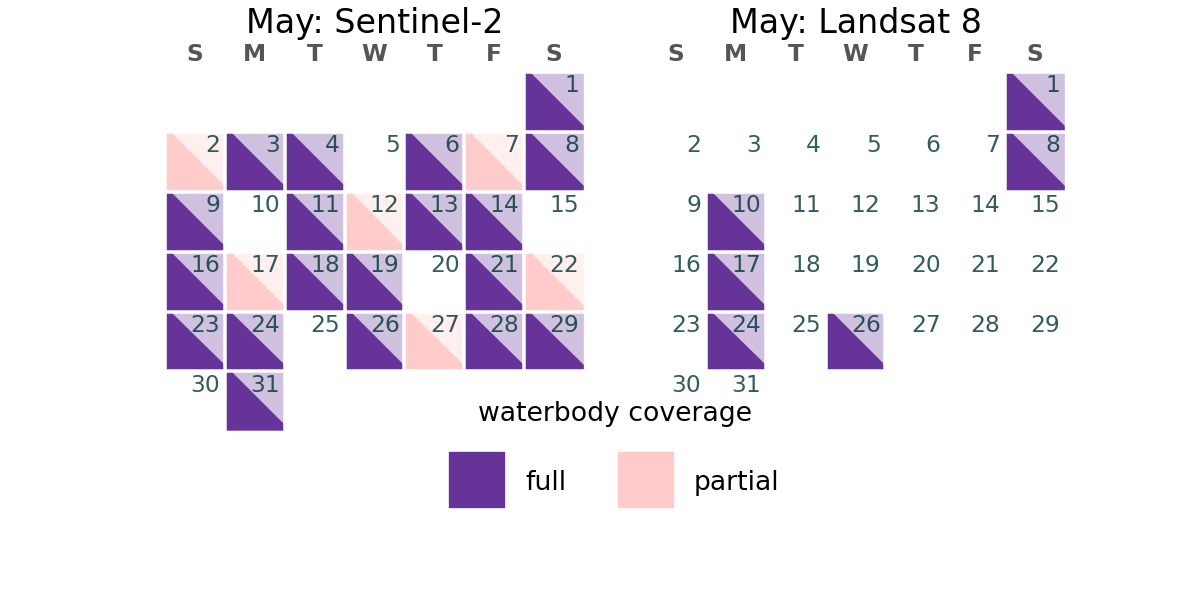 May: Sentinel-2
S M T W T F S
1
2 3 4 5 6 7 8
9 10 11 12 13 14 15
16 17 18 19 20 21 22
23 24 25 26 27 28 29
30 31
May: Landsat 8
S M T W T F S
1
2 3 4 5 6 7 8
9 10 11 12 13 14 15
16 17 18 19 20 21 22
23 24 25 26 27 28 29
30 31
waterbody coverage
full partial